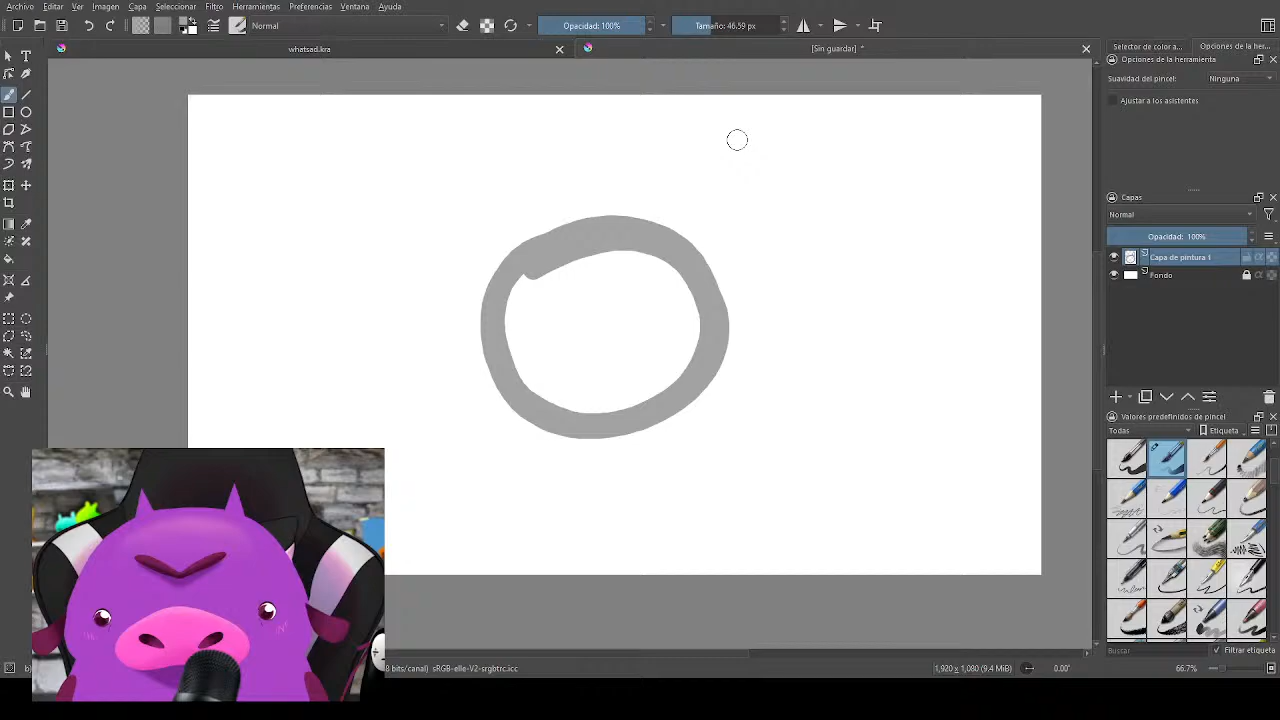 Archivo Editar Ver Imagen Capa Seleccionar Filtro Herramientas Preferencias Ventana Ayuda
Normal Opacidad: 100% Tamaño: 46.59 px
whatsad.kra [Sin guardar] * Selector de color a... Opciones de la her...
Opciones de la herramienta
Suavidad del pincel: Ninguna
Ajustar a los asistentes
Capas
Normal
Opacidad: 100%
Capa de pintura 1
Fondo
Valores predefinidos de pincel
Todas Etiqueta
Buscar Filtrar etiqueta
8 bits/canal) sRGB-elle-V2-srgbtrc.icc 1,920 x 1,080 (9.4 MiB) 0.00° 66.7%